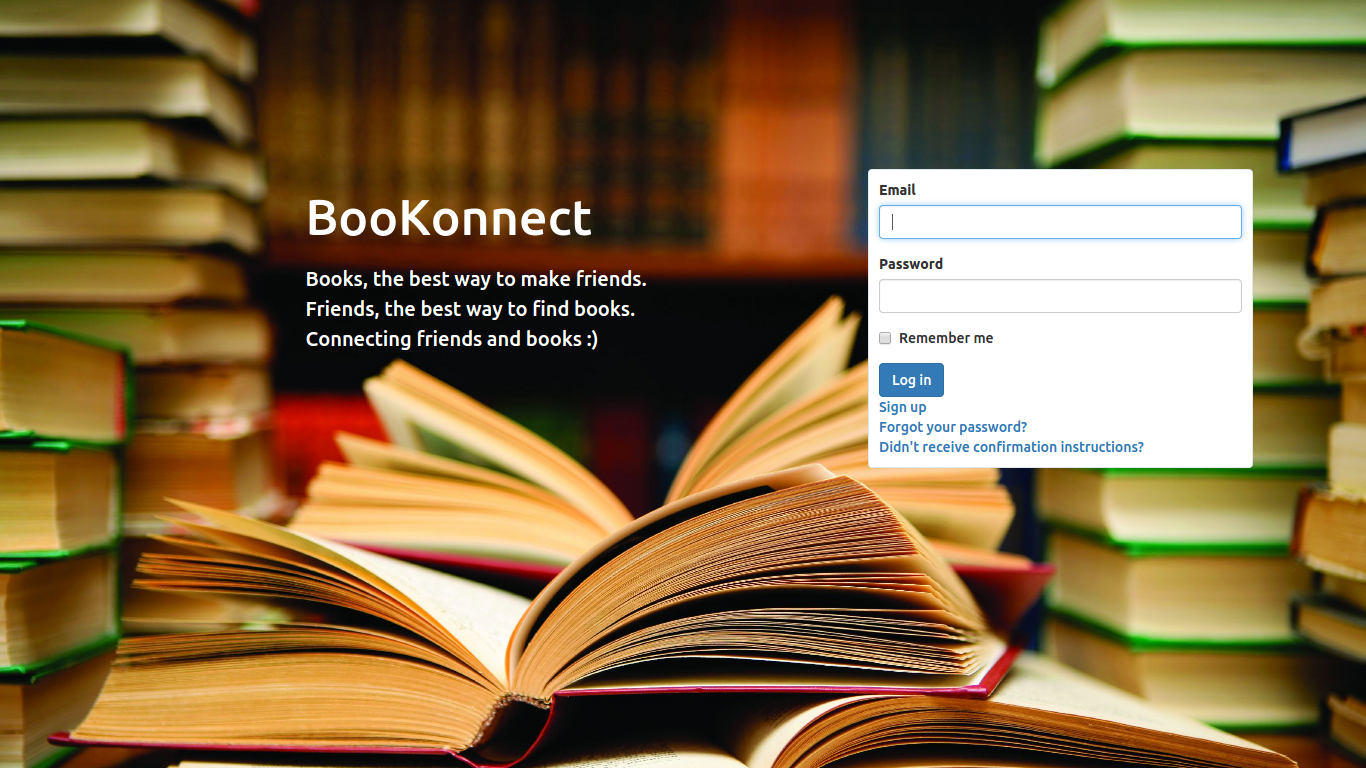 BooKonnect
Books, the best way to make friends.
Friends, the best way to find books.
Connecting friends and books :)
Email
Password
Remember me
Log in
Sign up
Forgot your password?
Didn't receive confirmation instructions?